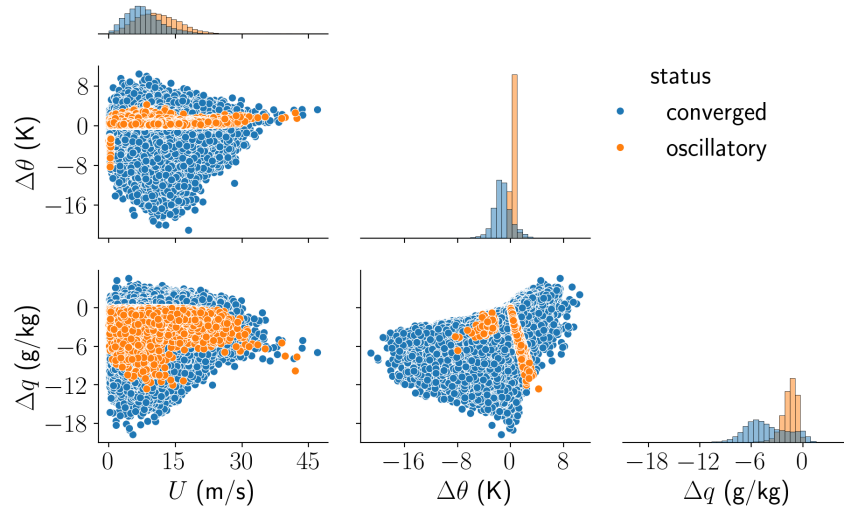 status
converged
oscillatory
Δθ (K)
8
0
−8
−16
Δq (g/kg)
0
−6
−12
−18
0 15 30 45
U (m/s)
−16 −8 0 8
Δθ (K)
−18 −12 −6 0
Δq (g/kg)